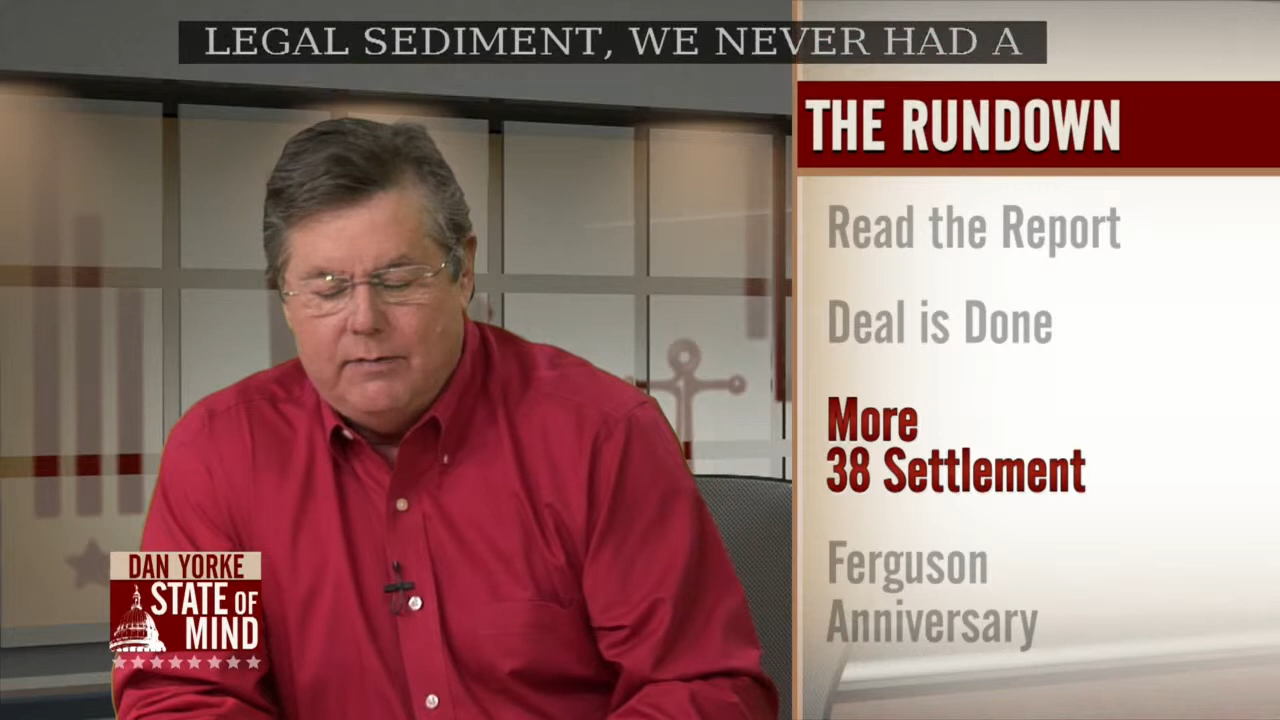 LEGAL SEDIMENT, WE NEVER HAD A
THE RUNDOWN
Read the Report
Deal is Done
More
38 Settlement
Ferguson
Anniversary
DAN YORKE
STATE OF
MIND